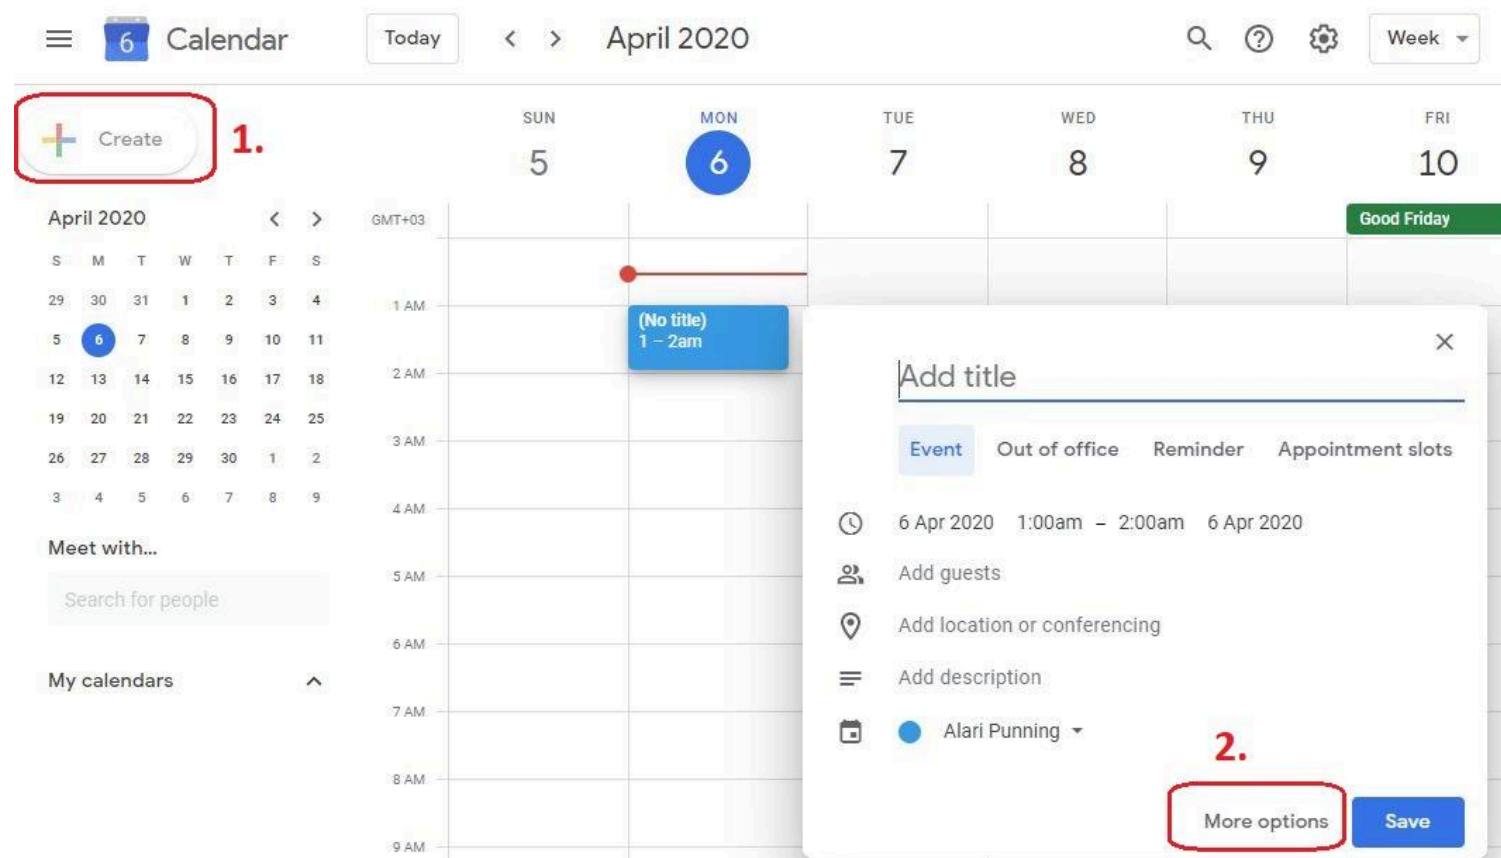 6 Calendar Today April 2020 Week
Create 1.
SUN MON TUE WED THU FRI
5 6 7 8 9 10
GMT+03 Good Friday
April 2020
S M T W T F S
29 30 31 1 2 3 4
5 6 7 8 9 10 11
12 13 14 15 16 17 18
19 20 21 22 23 24 25
26 27 28 29 30 1 2
3 4 5 6 7 8 9
Meet with...
Search for people
My calendars
1 AM
2 AM
3 AM
4 AM
5 AM
6 AM
7 AM
8 AM
9 AM
(No title)
1 – 2am
Add title
Event Out of office Reminder Appointment slots
6 Apr 2020 1:00am – 2:00am 6 Apr 2020
Add guests
Add location or conferencing
Add description
Alari Punning
2.
More options Save